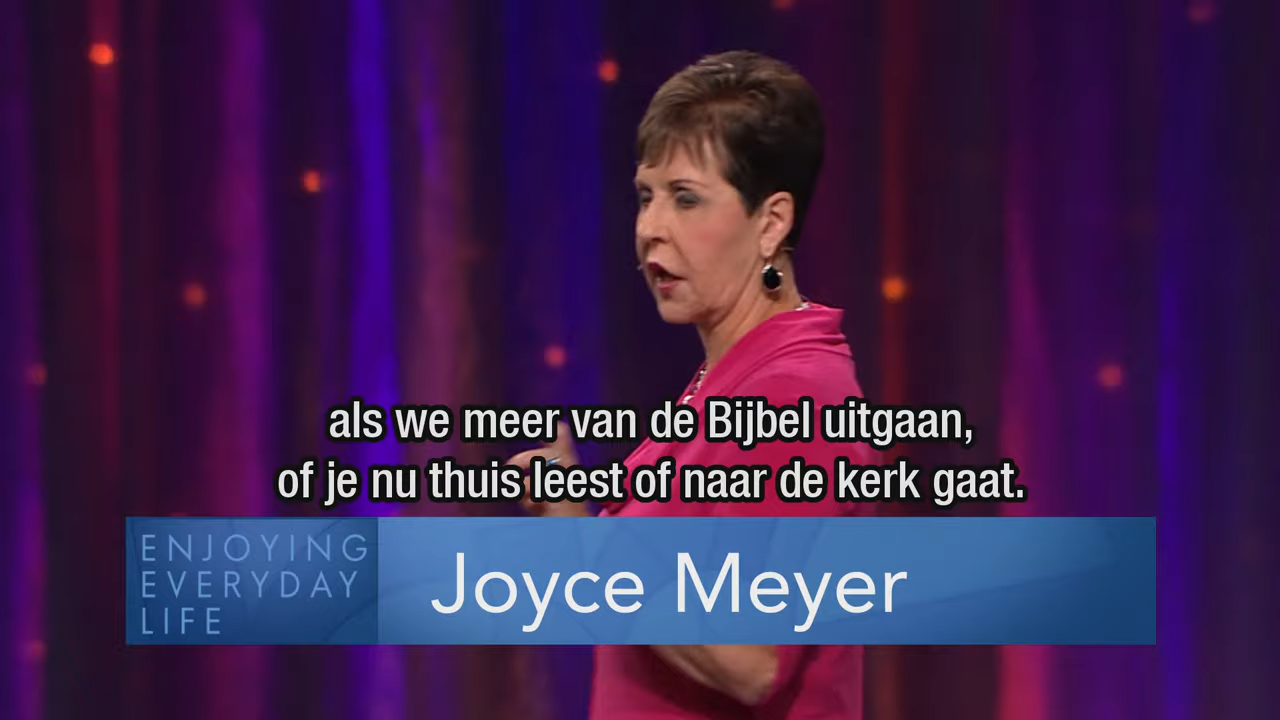 als we meer van de Bijbel uitgaan,
of je nu thuis leest of naar de kerk gaat.
ENJOYING
EVERYDAY
LIFE
Joyce Meyer